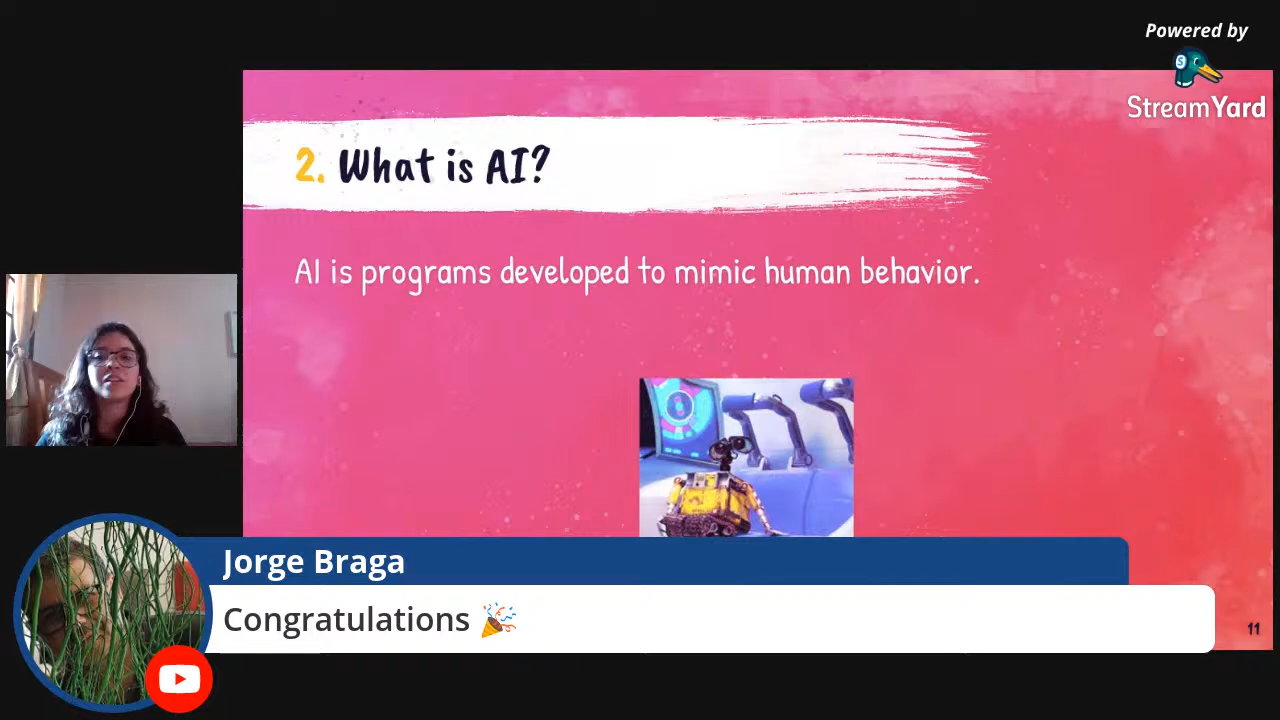 Powered by
StreamYard
2. What is AI?
AI is programs developed to mimic human behavior.
Jorge Braga
Congratulations 🎉
11